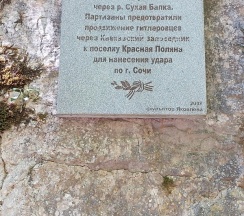 через р. Сухая Балка.
Партизаны предотвратили
продвижение гитлеровцев
через Кавказский заповедник
к поселку Красная Поляна
для нанесения удара
по г. Сочи